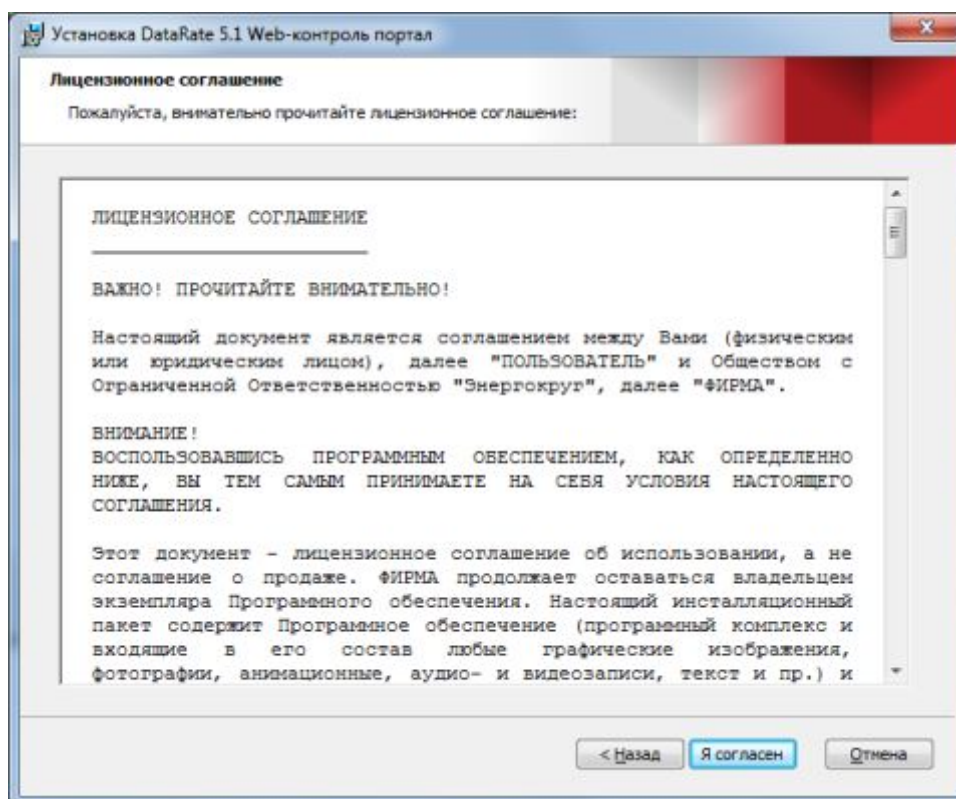 Установка DataRate 5.1 Web-контроль портал
Лицензионное соглашение
Пожалуйста, внимательно прочитайте лицензионное соглашение:
ЛИЦЕНЗИОННОЕ СОГЛАШЕНИЕ
ВАЖНО! ПРОЧИТАЙТЕ ВНИМАТЕЛЬНО!
Настоящий документ является соглашением между Вами (физическим
или юридическим лицом), далее "ПОЛЬЗОВАТЕЛЬ" и Обществом с
Ограниченной Ответственностью "Энергокруг", далее "ФИРМА".
ВНИМАНИЕ!
ВОСПОЛЬЗОВАВШИСЬ ПРОГРАММНЫМ ОБЕСПЕЧЕНИЕМ, КАК ОПРЕДЕЛЕННО
НИЖЕ, ВЫ ТЕМ САМЫМ ПРИНИМАЕТЕ НА СЕБЯ УСЛОВИЯ НАСТОЯЩЕГО
СОГЛАШЕНИЯ.
Этот документ - лицензионное соглашение об использовании, а не
соглашение о продаже. ФИРМА продолжает оставаться владельцем
экземпляра Программного обеспечения. Настоящий инсталляционный
пакет содержит Программное обеспечение (программный комплекс и
входящие в его состав любые графические изображения,
фотографии, анимационные, аудио- и видеозаписи, текст и пр.) и
< Назад Я согласен Отмена